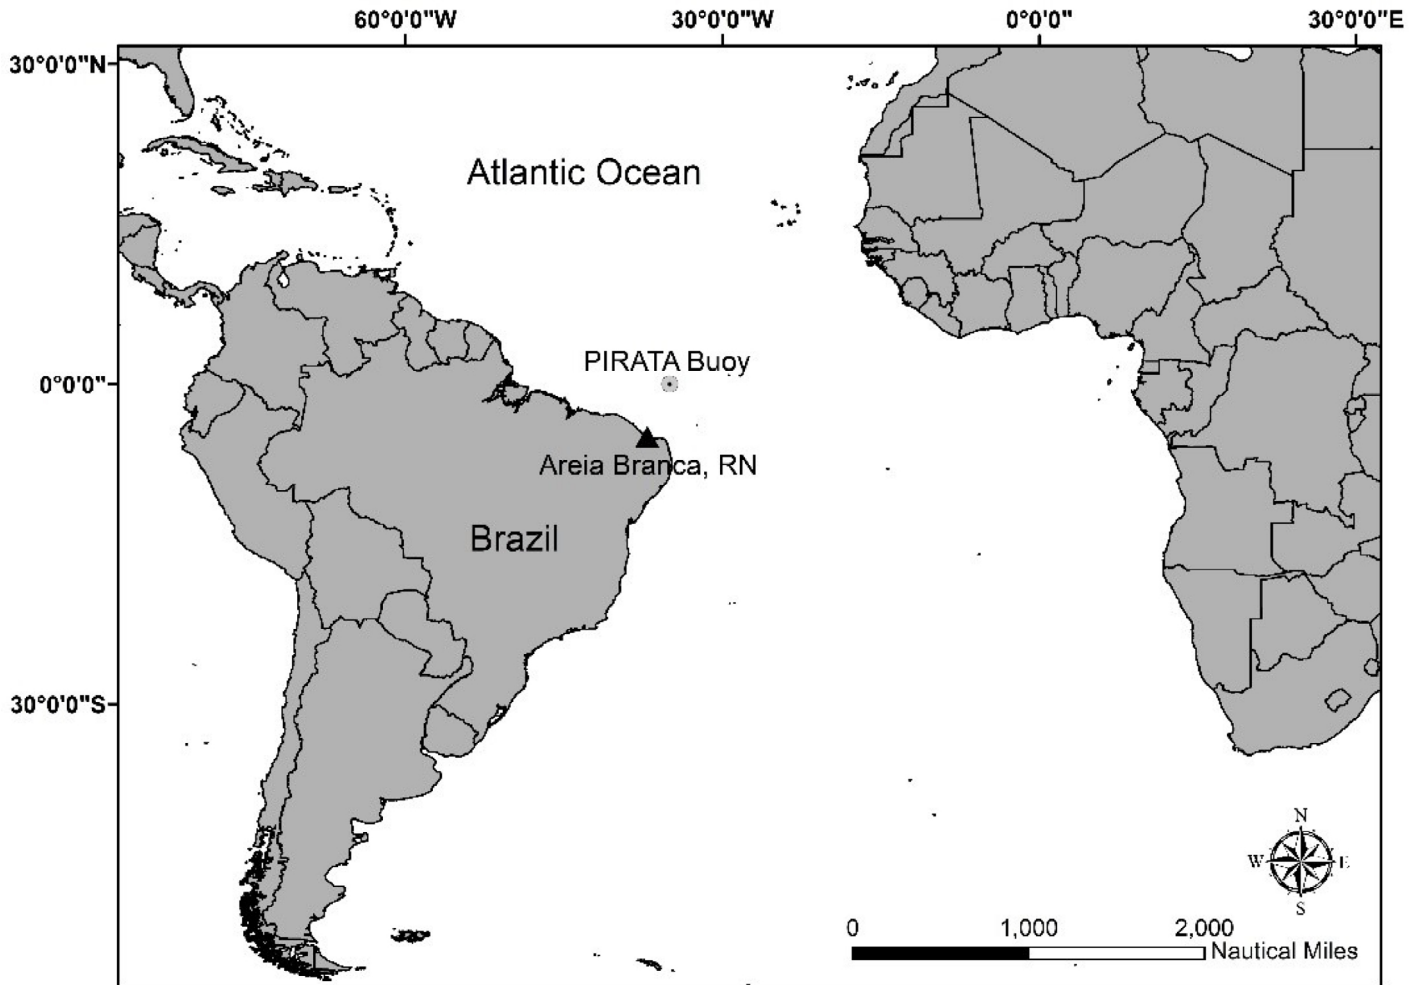 60°0'0"W
30°0'0"W
0°0'0"
30°0'0"E
30°0'0"N
Atlantic Ocean
PIRATA Buoy
0°0'0"
Areia Branca, RN
Brazil
30°0'0"S
N
W
E
S
0
1,000
2,000
Nautical Miles